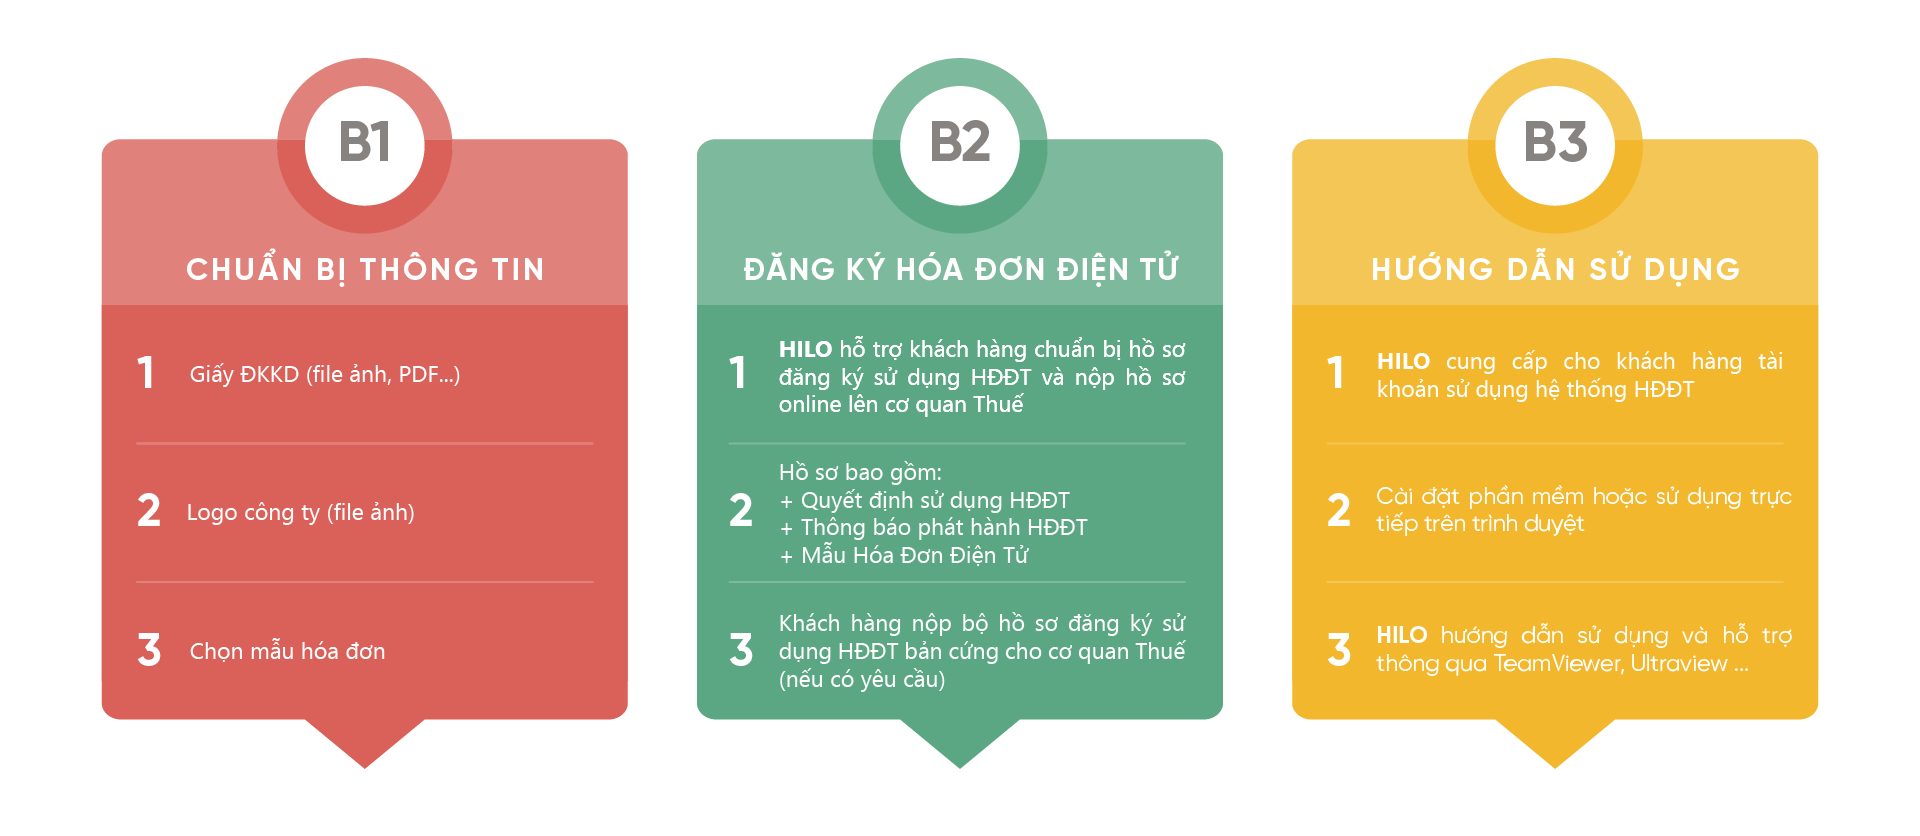 B1
CHUẨN BỊ THÔNG TIN
1
Giấy ĐKKD (file ảnh, PDF...)
2
Logo công ty (file ảnh)
3
Chọn mẫu hóa đơn
B2
ĐĂNG KÝ HÓA ĐƠN ĐIỆN TỬ
1
HILO hỗ trợ khách hàng chuẩn bị hồ sơ
đăng ký sử dụng HĐĐT và nộp hồ sơ
online lên cơ quan Thuế
2
Hồ sơ bao gồm:
+ Quyết định sử dụng HĐĐT
+ Thông báo phát hành HĐĐT
+ Mẫu Hóa Đơn Điện Tử
3
Khách hàng nộp bộ hồ sơ đăng ký sử
dụng HĐĐT bản cứng cho cơ quan Thuế
(nếu có yêu cầu)
B3
HƯỚNG DẪN SỬ DỤNG
1
HILO cung cấp cho khách hàng tài
khoản sử dụng hệ thống HĐĐT
2
Cài đặt phần mềm hoặc sử dụng trực
tiếp trên trình duyệt
3
HILO hướng dẫn sử dụng và hỗ trợ
thông qua TeamViewer, Ultraview ...